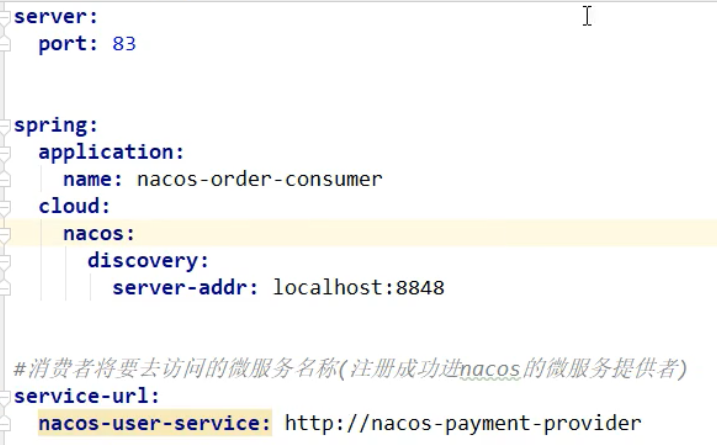 server:
port: 83
spring:
application:
name: nacos-order-consumer
cloud:
nacos:
discovery:
server-addr: localhost:8848
#消费者将要去访问的微服务名称(注册成功进nacos的微服务提供者)
service-url:
nacos-user-service: http://nacos-payment-provider